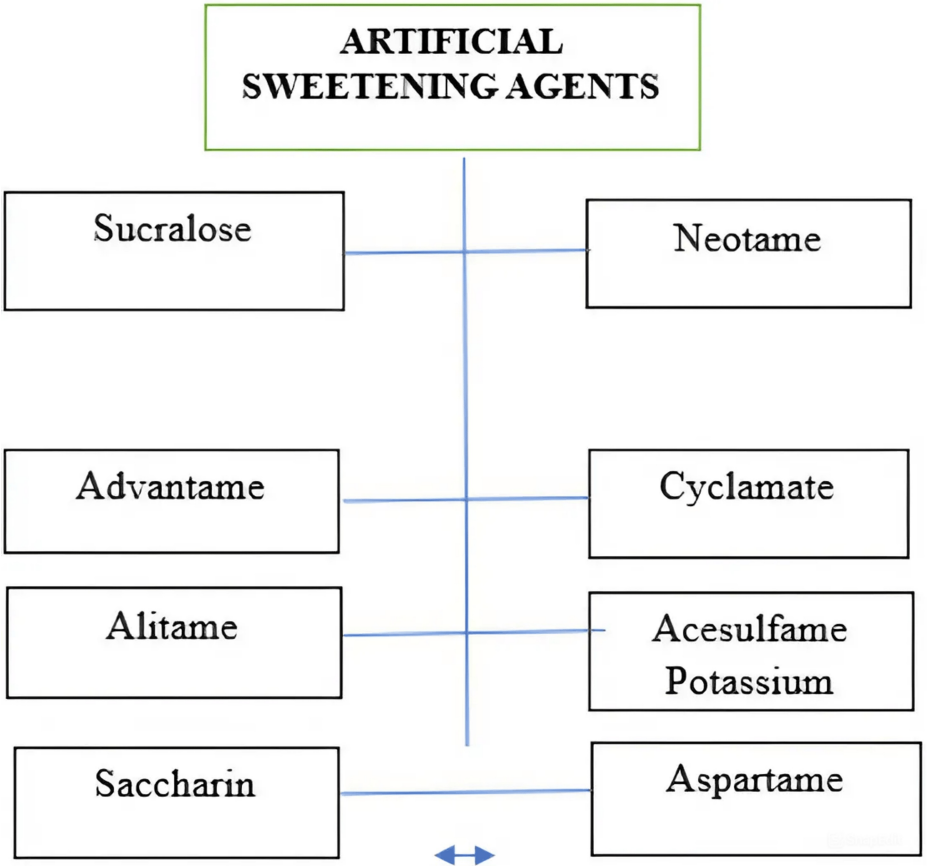 ARTIFICIAL
SWEETENING AGENTS
Sucralose
Neotame
Advantame
Cyclamate
Alitame
Acesulfame
Potassium
Saccharin
Aspartame